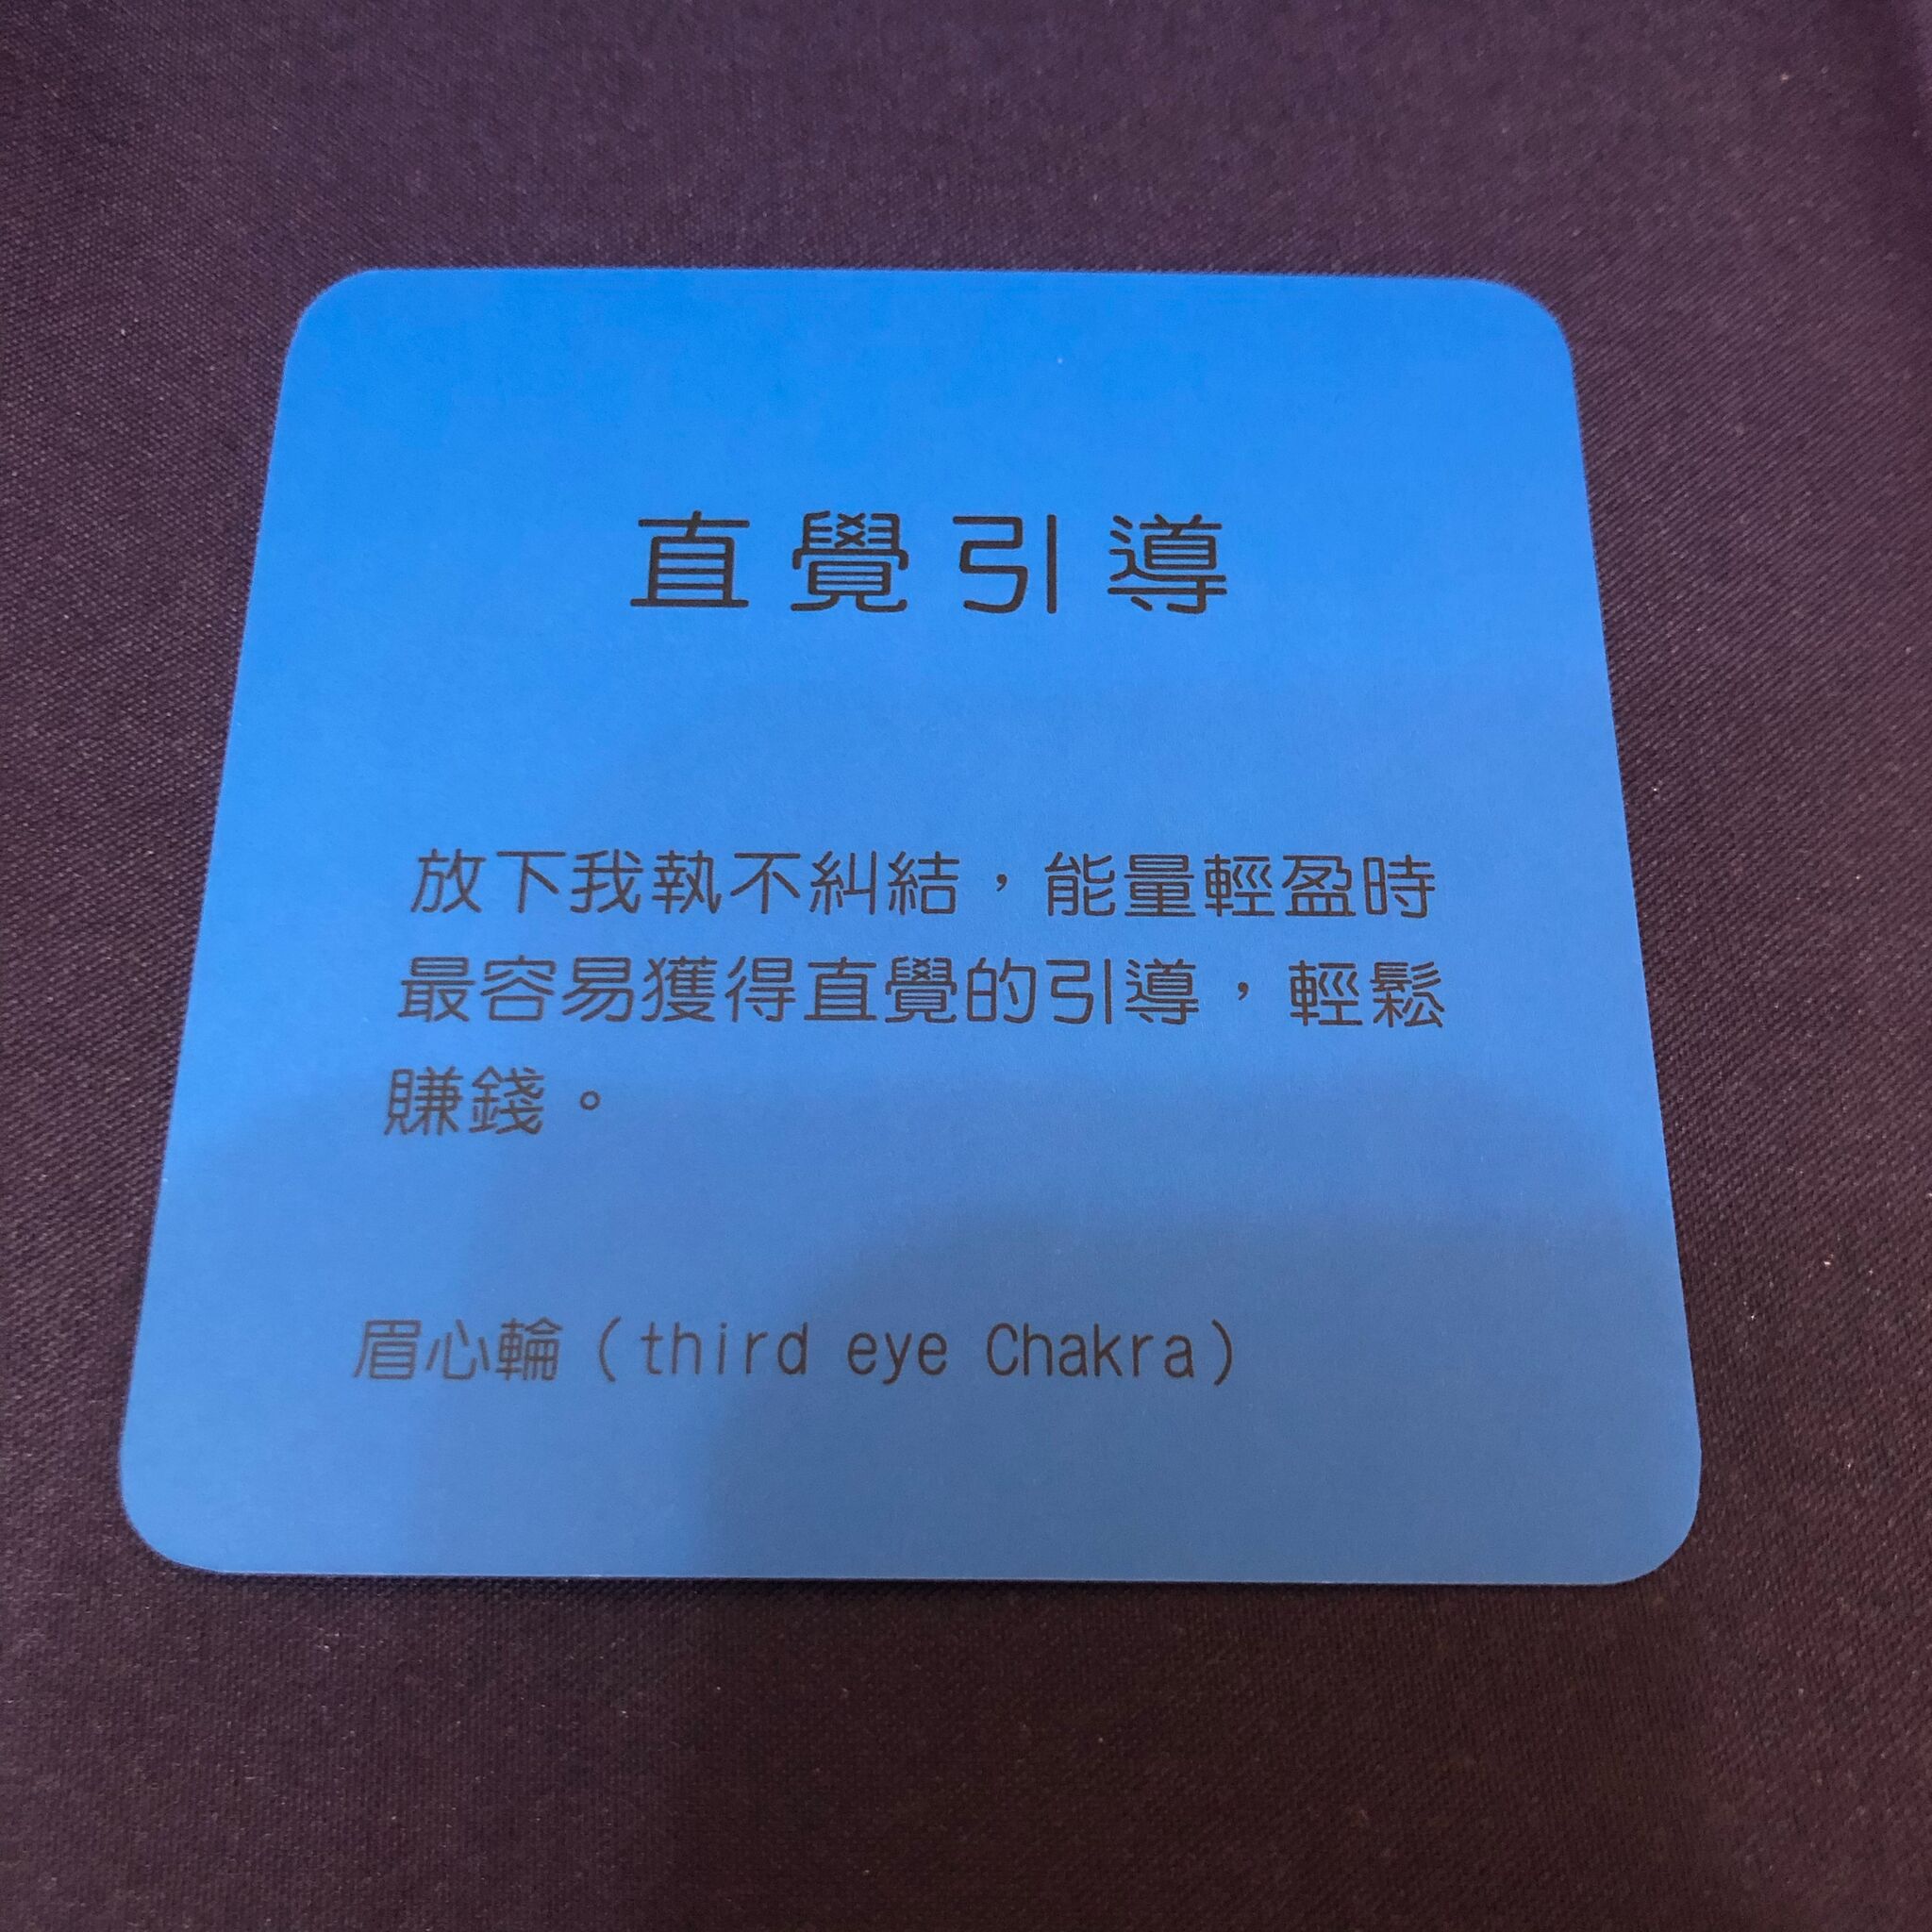 直覺引導
放下我執不糾結，能量輕盈時
最容易獲得直覺的引導，輕鬆
賺錢。
眉心輪（third eye Chakra）